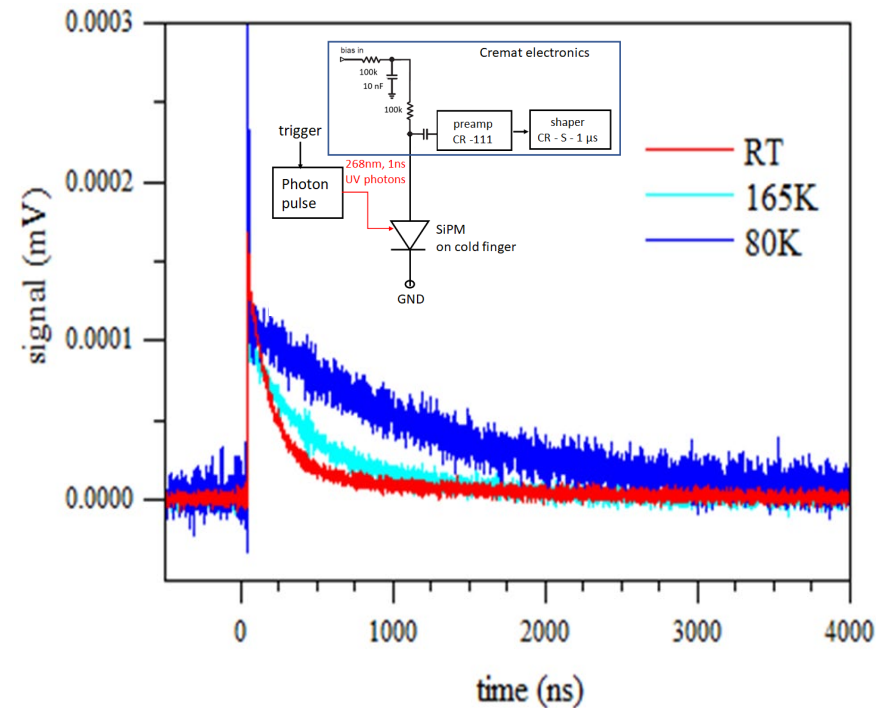 0.0003
0.0002
0.0001
0.0000
signal (mV)
Cremat electronics
bias in
100k
10 nF
100k
preamp
CR -111
shaper
CR - S - 1 µs
trigger
Photon
pulse
268nm, 1ns
UV photons
SiPM
on cold finger
GND
RT
165K
80K
0
1000
2000
3000
4000
time (ns)